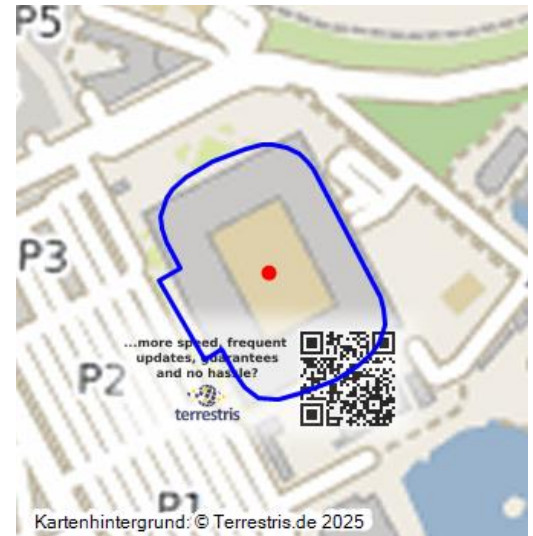 P5
P3
...more speed, frequent
updates, guarantees
and no hassle?
P2
terrestris
P1
Kartenhintergrund: © Terrestris.de 2025